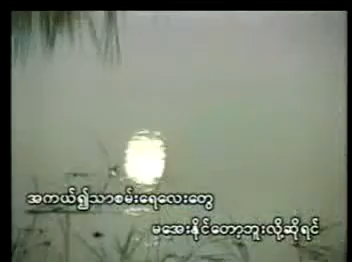 အကယ်၍သာစမ်းရေလေးတွေ
မအေးနိုင်တော့ဘူးလို့ဆိုရင်